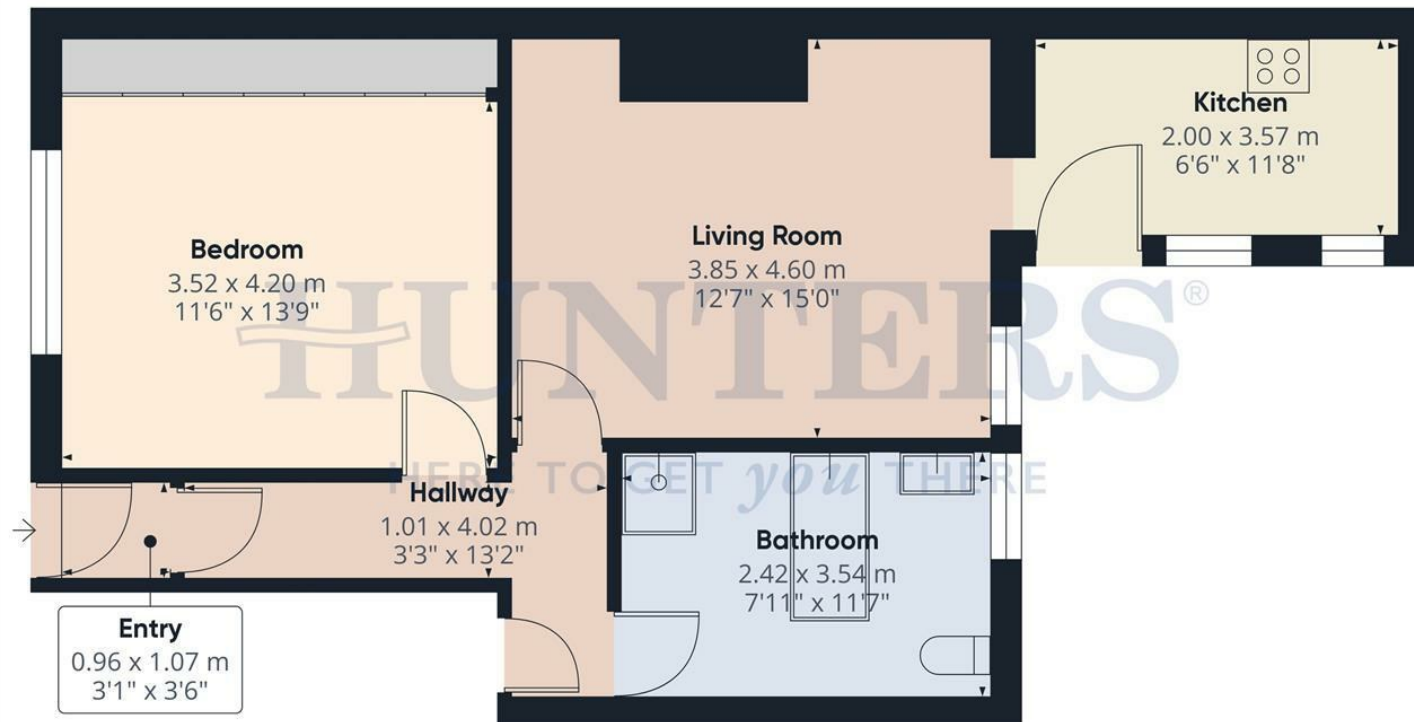 Kitchen
2.00 x 3.57 m
6'6" x 11'8"
Living Room
3.85 x 4.60 m
12'7" x 15'0"
Bedroom
3.52 x 4.20 m
11'6" x 13'9"
HUNTERS®
HERE TO GET you THERE
Hallway
1.01 x 4.02 m
3'3" x 13'2"
Bathroom
2.42 x 3.54 m
7'11" x 11'7"
Entry
0.96 x 1.07 m
3'1" x 3'6"